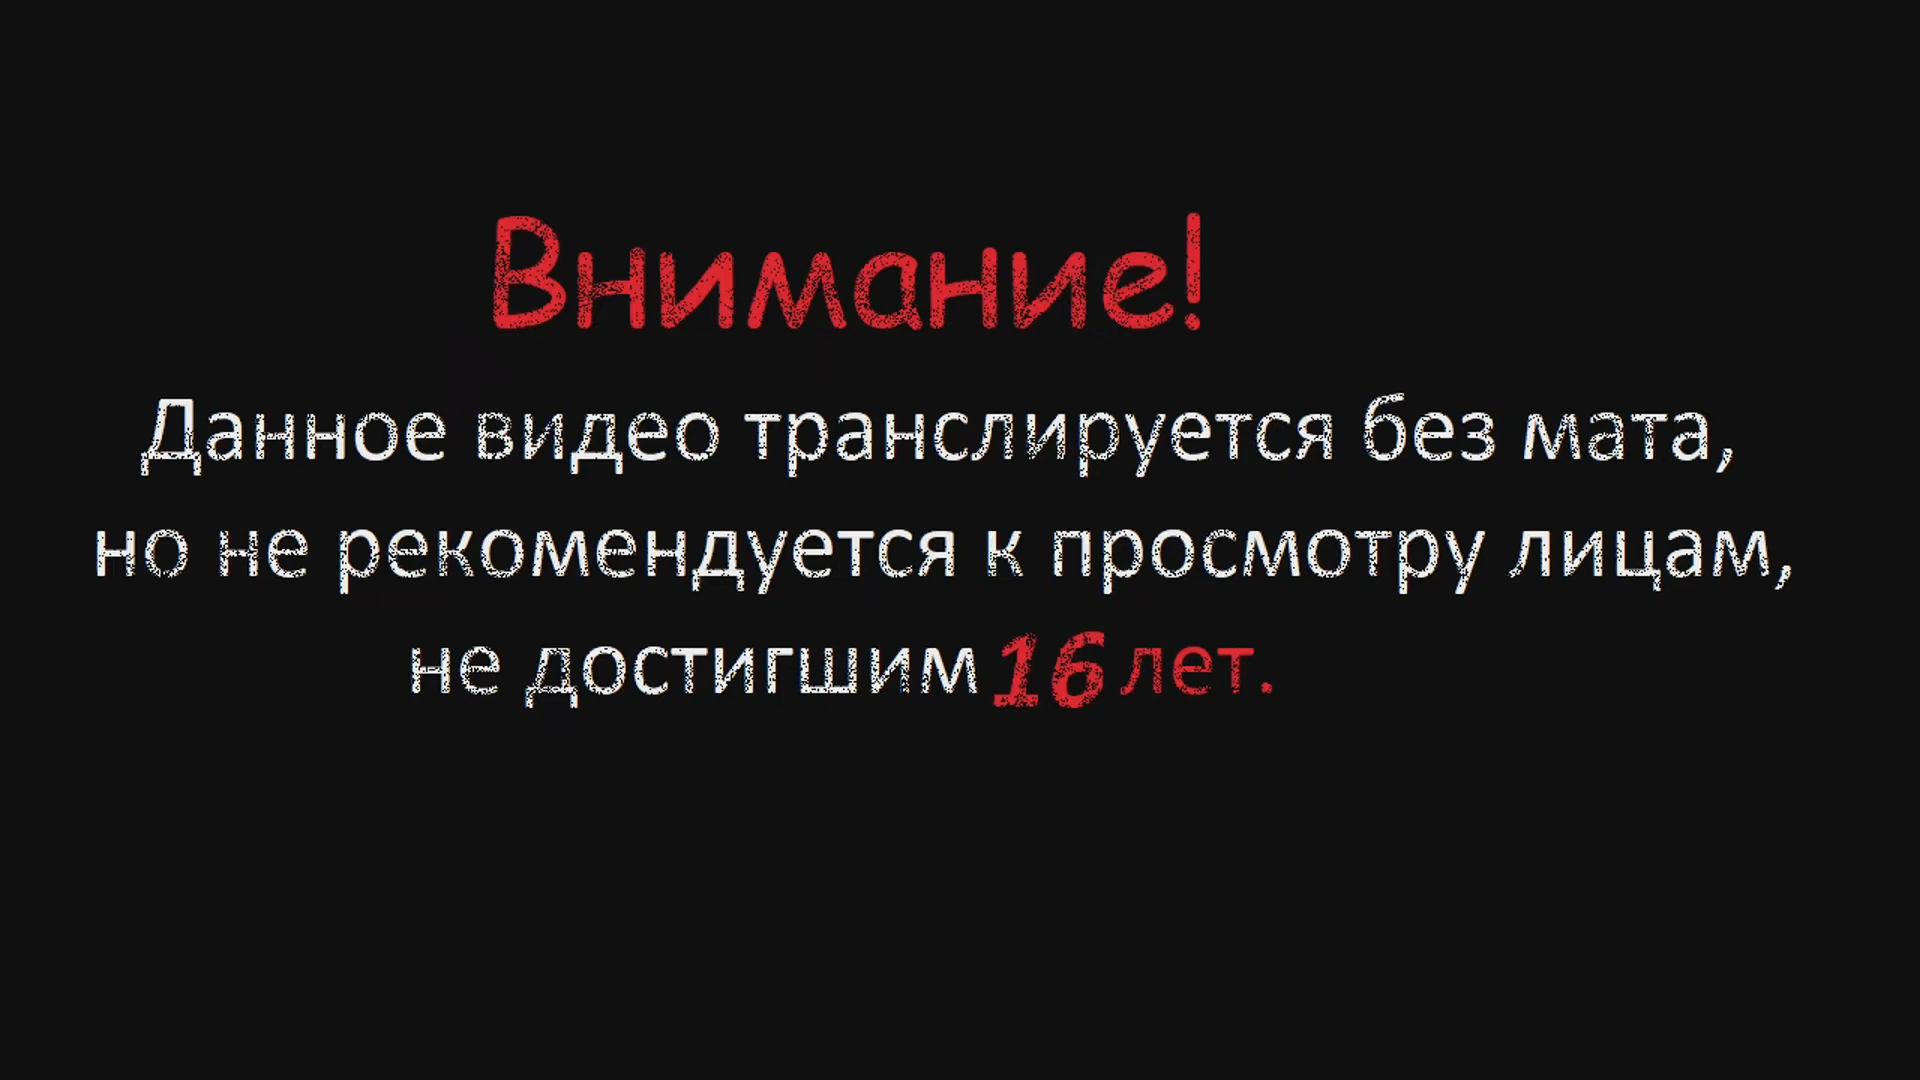 Внимание!
Данное видео транслируется без мата,
но не рекомендуется к просмотру лицам,
не достигшим 16 лет.